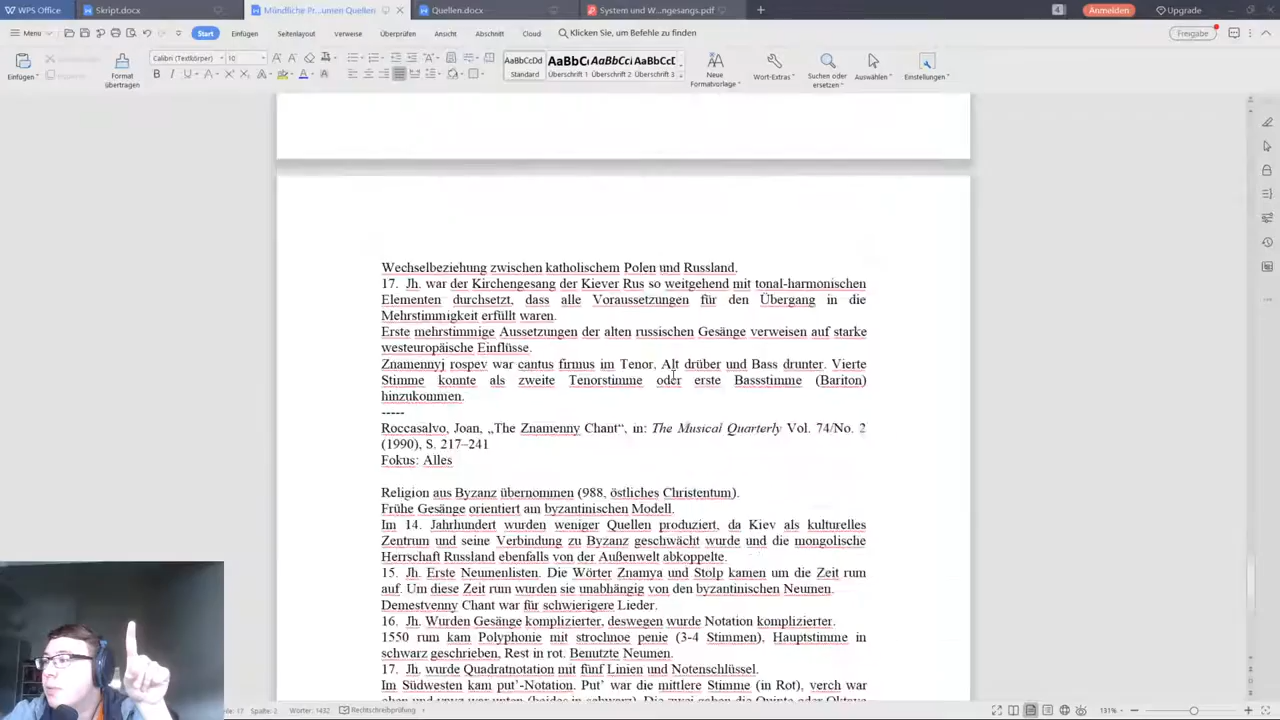 WPS Office Skript.docx Mündliche Pr...umen Quellen Quellen.docx System und W...ngesangs.pdf 4 Anmelden Upgrade
Menu Start Einfügen Seitenlayout Verweise Überprüfen Ansicht Abschnitt Cloud Klicken Sie, um Befehle zu finden Freigabe
Einfügen Format übertragen Calibri (Textkörper) 10 AaBbCcDd Standard AaBbC Überschrift 1 AaBbC Überschrift 2 AaBbC Überschrift 3 Neue Formatvorlage Wort-Extras Suchen oder ersetzen Auswählen Einstellungen
Wechselbeziehung zwischen katholischem Polen und Russland.
17. Jh. war der Kirchengesang der Kiever Rus so weitgehend mit tonal-harmonischen
Elementen durchsetzt, dass alle Voraussetzungen für den Übergang in die
Mehrstimmigkeit erfüllt waren.
Erste mehrstimmige Aussetzungen der alten russischen Gesänge verweisen auf starke
westeuropäische Einflüsse.
Znamennyj rospev war cantus firmus im Tenor, Alt drüber und Bass drunter. Vierte
Stimme konnte als zweite Tenorstimme oder erste Bassstimme (Bariton)
hinzukommen.
-----
Roccasalvo, Joan, „The Znamenny Chant“, in: The Musical Quarterly Vol. 74/No. 2
(1990), S. 217–241
Fokus: Alles
Religion aus Byzanz übernommen (988, östliches Christentum).
Frühe Gesänge orientiert am byzantinischen Modell.
Im 14. Jahrhundert wurden weniger Quellen produziert, da Kiev als kulturelles
Zentrum und seine Verbindung zu Byzanz geschwächt wurde und die mongolische
Herrschaft Russland ebenfalls von der Außenwelt abkoppelte.
15. Jh. Erste Neumenlisten. Die Wörter Znamya und Stolp kamen um die Zeit rum
auf. Um diese Zeit rum wurden sie unabhängig von den byzantinischen Neumen.
Demestvenny Chant war für schwierigere Lieder.
16. Jh. Wurden Gesänge komplizierter, deswegen wurde Notation komplizierter.
1550 rum kam Polyphonie mit strochnoe penie (3-4 Stimmen), Hauptstimme in
schwarz geschrieben, Rest in rot. Benutzte Neumen.
17. Jh. wurde Quadratnotation mit fünf Linien und Notenschlüssel.
Im Südwesten kam put'-Notation. Put' war die mittlere Stimme (in Rot), verch war
Spalte: 2 Wörter: 1432 Rechtschreibprüfung 131%